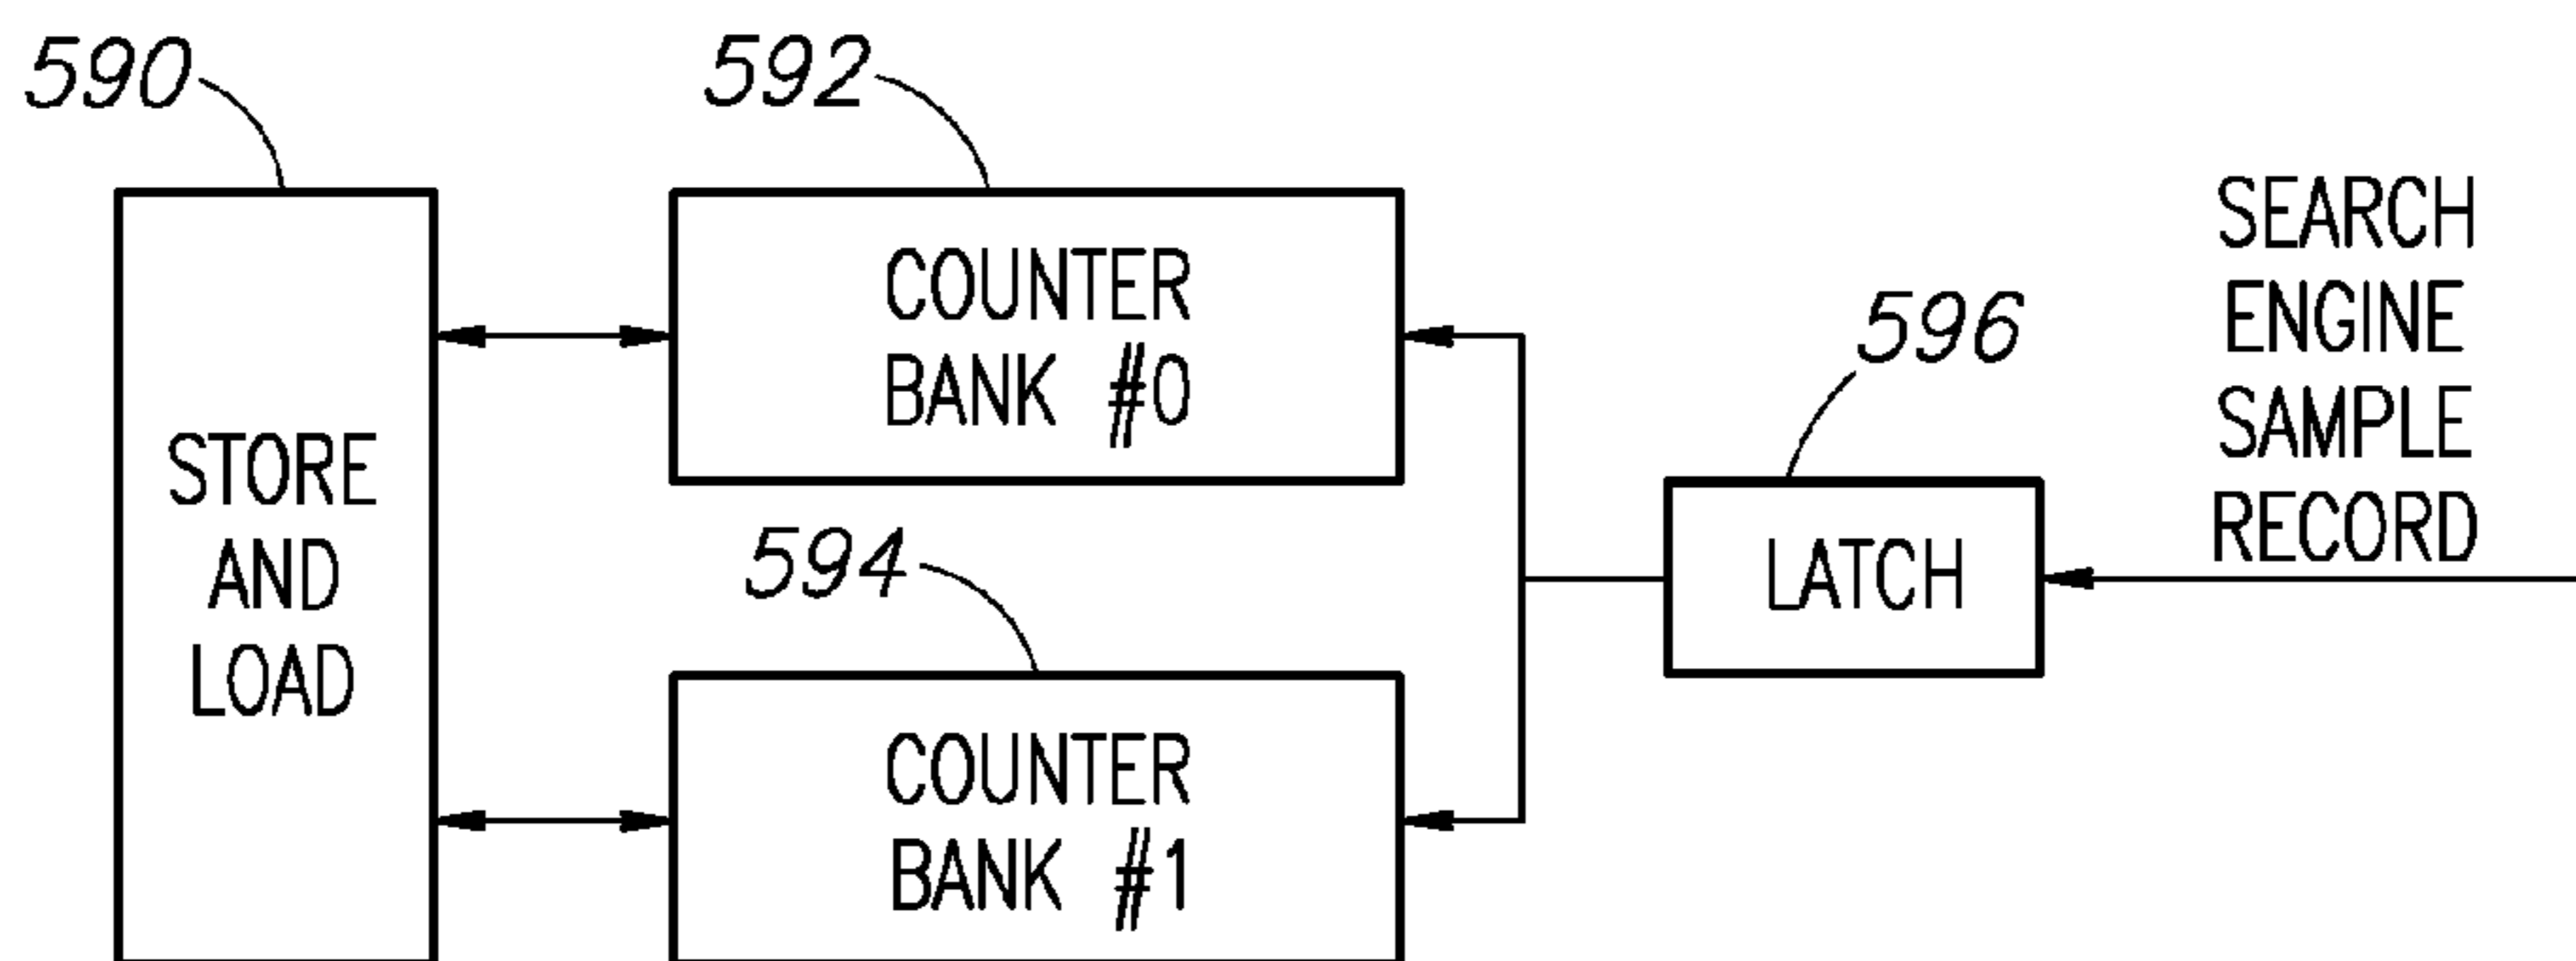 590
592
COUNTER
BANK #0
594
COUNTER
BANK #1
STORE
AND
LOAD
596
LATCH
SEARCH
ENGINE
SAMPLE
RECORD